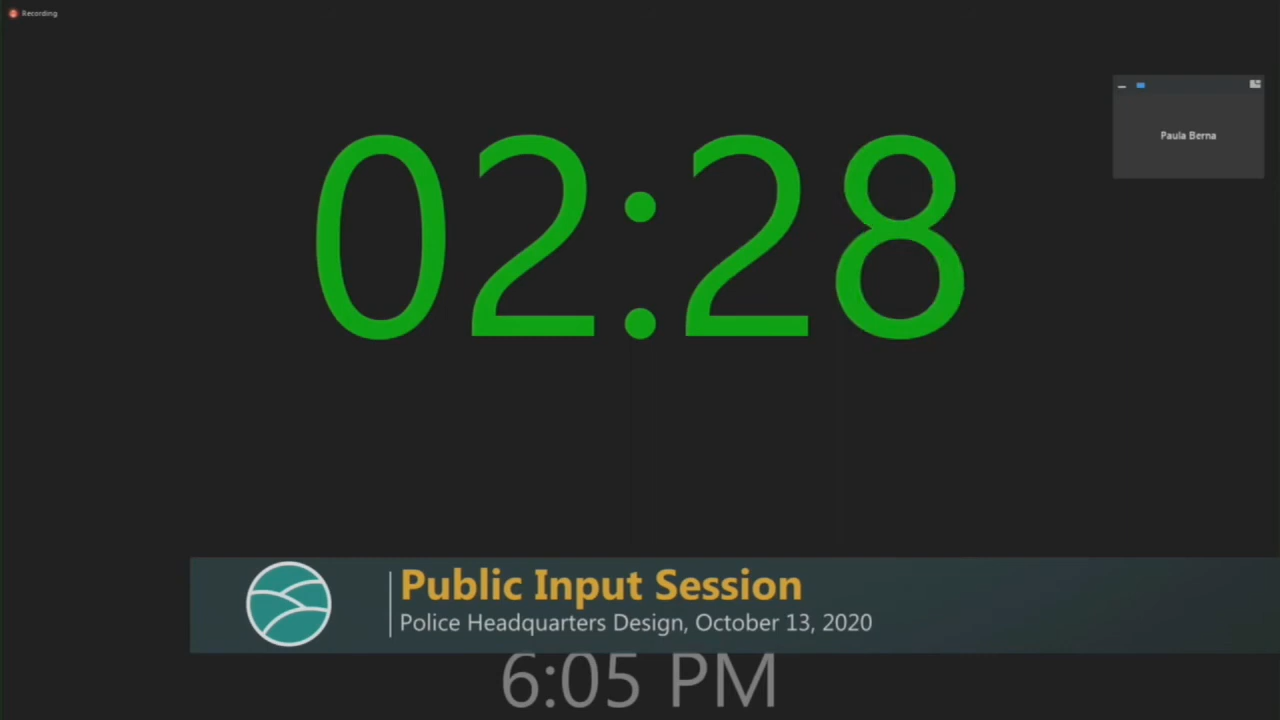 Recording
Paula Berna
02:28
Public Input Session
Police Headquarters Design, October 13, 2020
6:05 PM